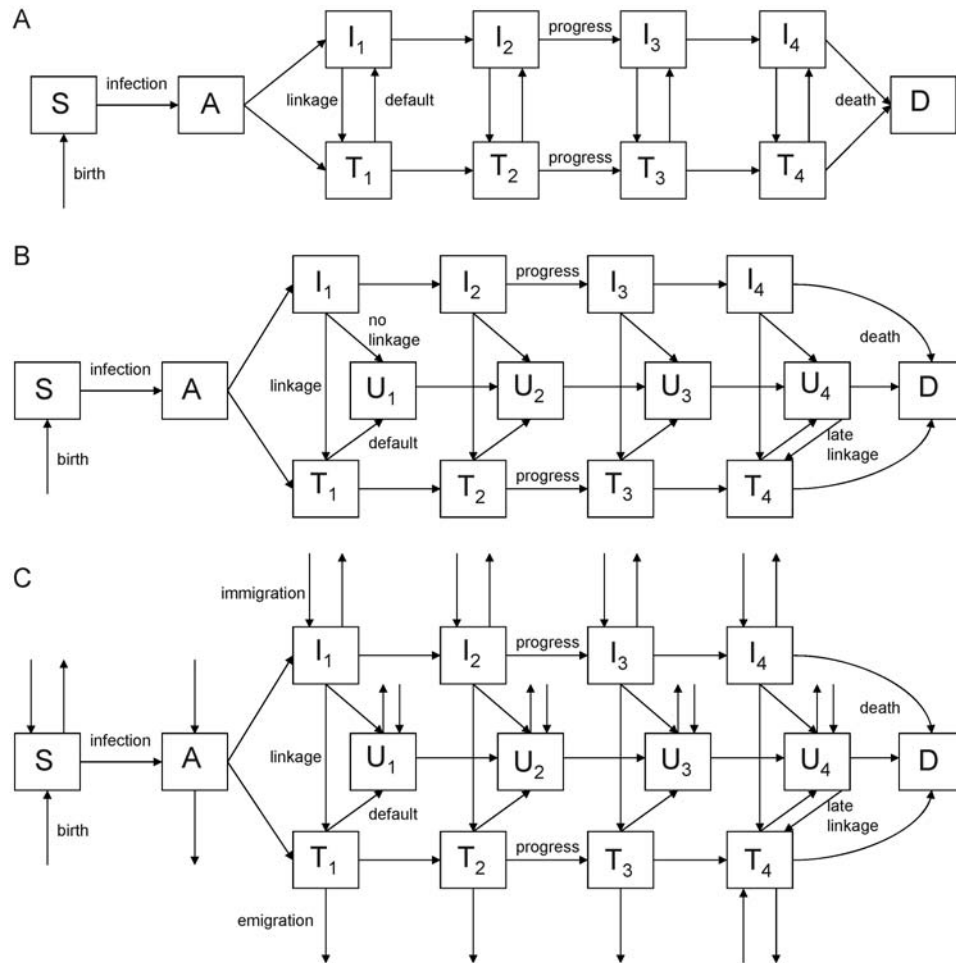 A
I1 I2 progress I3 I4
S infection A linkage default death D
birth T1 T2 progress T3 T4
B
I1 I2 progress I3 I4
no linkage
death
S infection A linkage U1 U2 U3 U4 D
default late linkage
birth T1 T2 progress T3 T4
C
immigration
I1 I2 progress I3 I4
death
S infection A linkage U1 U2 U3 U4 D
default late linkage
birth T1 T2 progress T3 T4
emigration